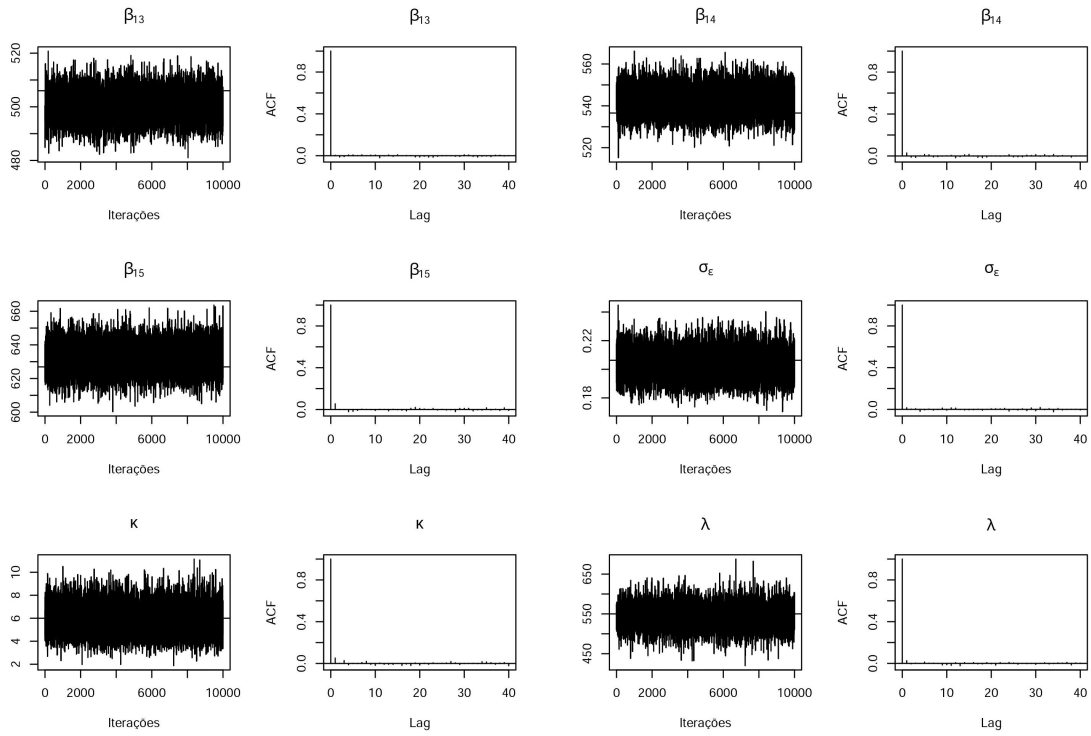 β₁₃ β₁₃ β₁₄ β₁₄
480 500 520
0 2000 6000 10000
Iterações
ACF
0.0 0.4 0.8
0 10 20 30 40
Lag
520 540 560
0 2000 6000 10000
Iterações
ACF
0.0 0.4 0.8
0 10 20 30 40
Lag
β₁₅ β₁₅ σε σε
600 620 640 660
0 2000 6000 10000
Iterações
ACF
0.0 0.4 0.8
0 10 20 30 40
Lag
0.18 0.22
0 2000 6000 10000
Iterações
ACF
0.0 0.4 0.8
0 10 20 30 40
Lag
κ κ λ λ
2 4 6 8 10
0 2000 6000 10000
Iterações
ACF
0.0 0.4 0.8
0 10 20 30 40
Lag
450 550 650
0 2000 6000 10000
Iterações
ACF
0.0 0.4 0.8
0 10 20 30 40
Lag